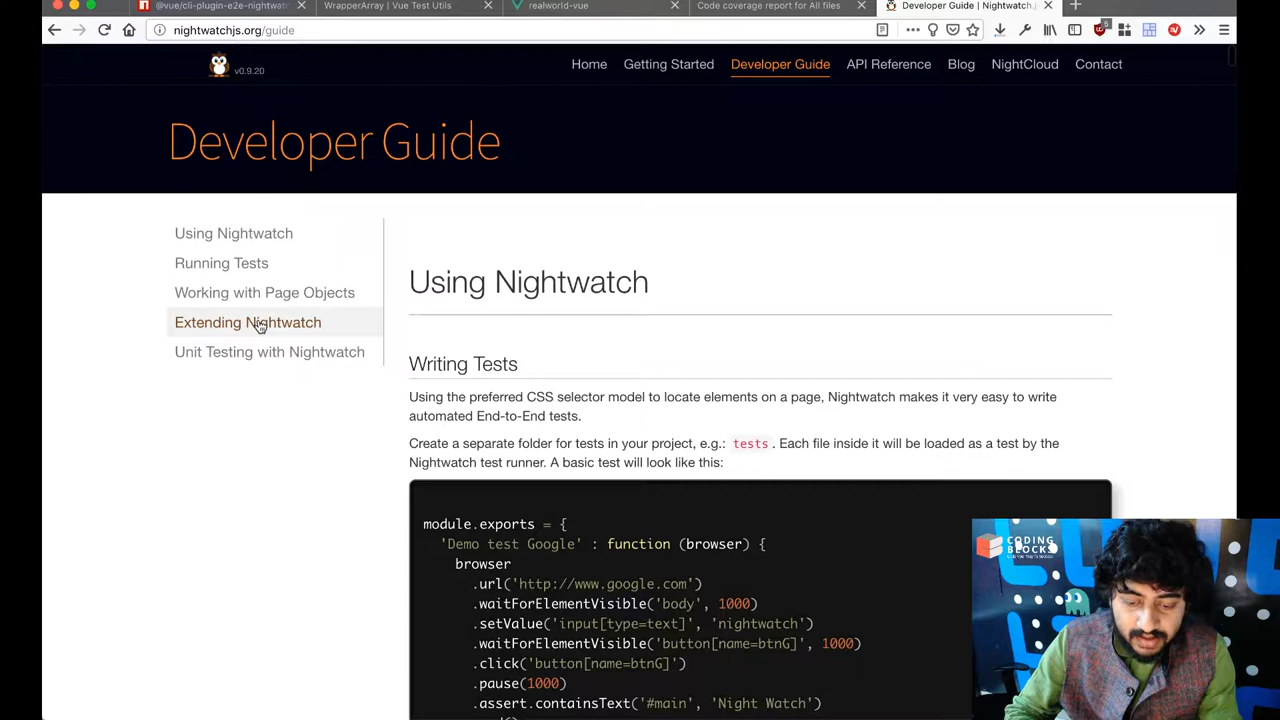 @vue/cli-plugin-e2e-nightwat
WrapperArray | Vue Test Utils
realworld-vue
Code coverage report for All files
Developer Guide | Nightwatch.j
nightwatchjs.org/guide
5
v0.9.20
Home
Getting Started
Developer Guide
API Reference
Blog
NightCloud
Contact
Developer Guide
Using Nightwatch
Running Tests
Working with Page Objects
Extending Nightwatch
Unit Testing with Nightwatch
Using Nightwatch
Writing Tests
Using the preferred CSS selector model to locate elements on a page, Nightwatch makes it very easy to write
automated End-to-End tests.
Create a separate folder for tests in your project, e.g.: tests . Each file inside it will be loaded as a test by the
Nightwatch test runner. A basic test will look like this:
module.exports = {
'Demo test Google' : function (browser) {
browser
.url('http://www.google.com')
.waitForElementVisible('body', 1000)
.setValue('input[type=text]', 'nightwatch')
.waitForElementVisible('button[name=btnG]', 1000)
.click('button[name=btnG]')
.pause(1000)
.assert.containsText('#main', 'Night Watch')
CODING
BLOCKS